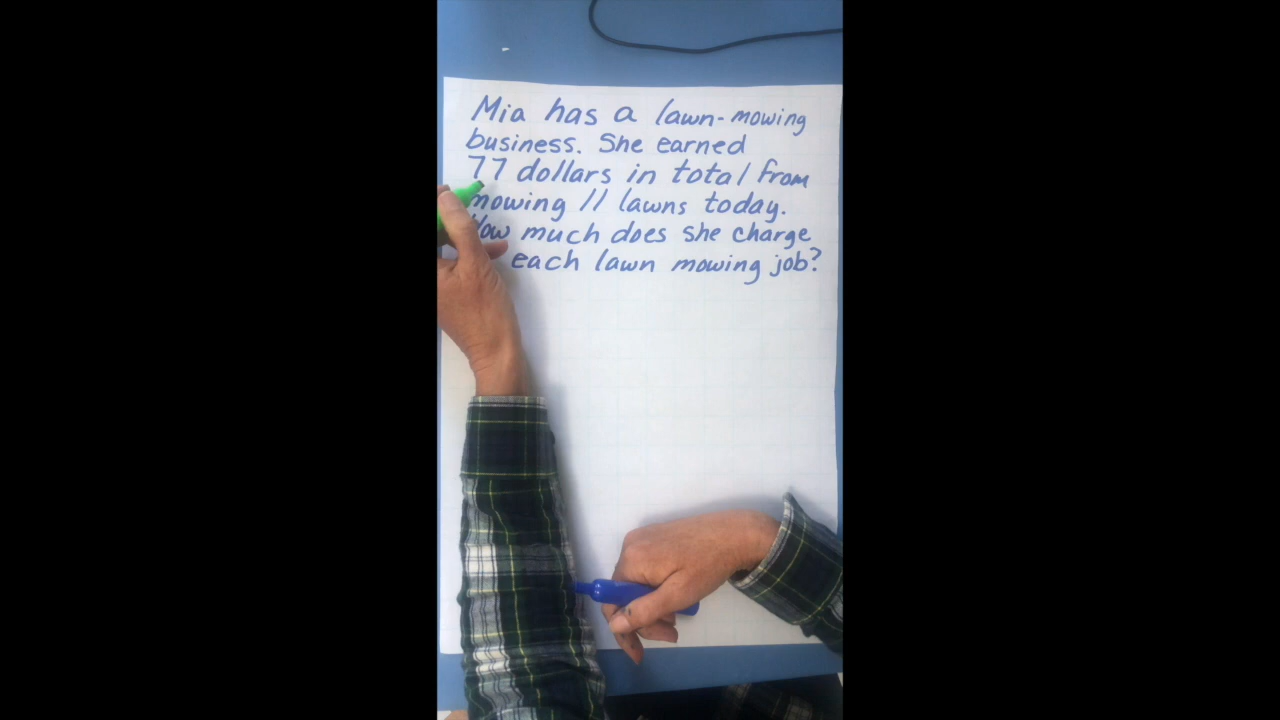 Mia has a lawn-mowing
business. She earned
77 dollars in total from
mowing 11 lawns today.
How much does she charge
each lawn mowing job?